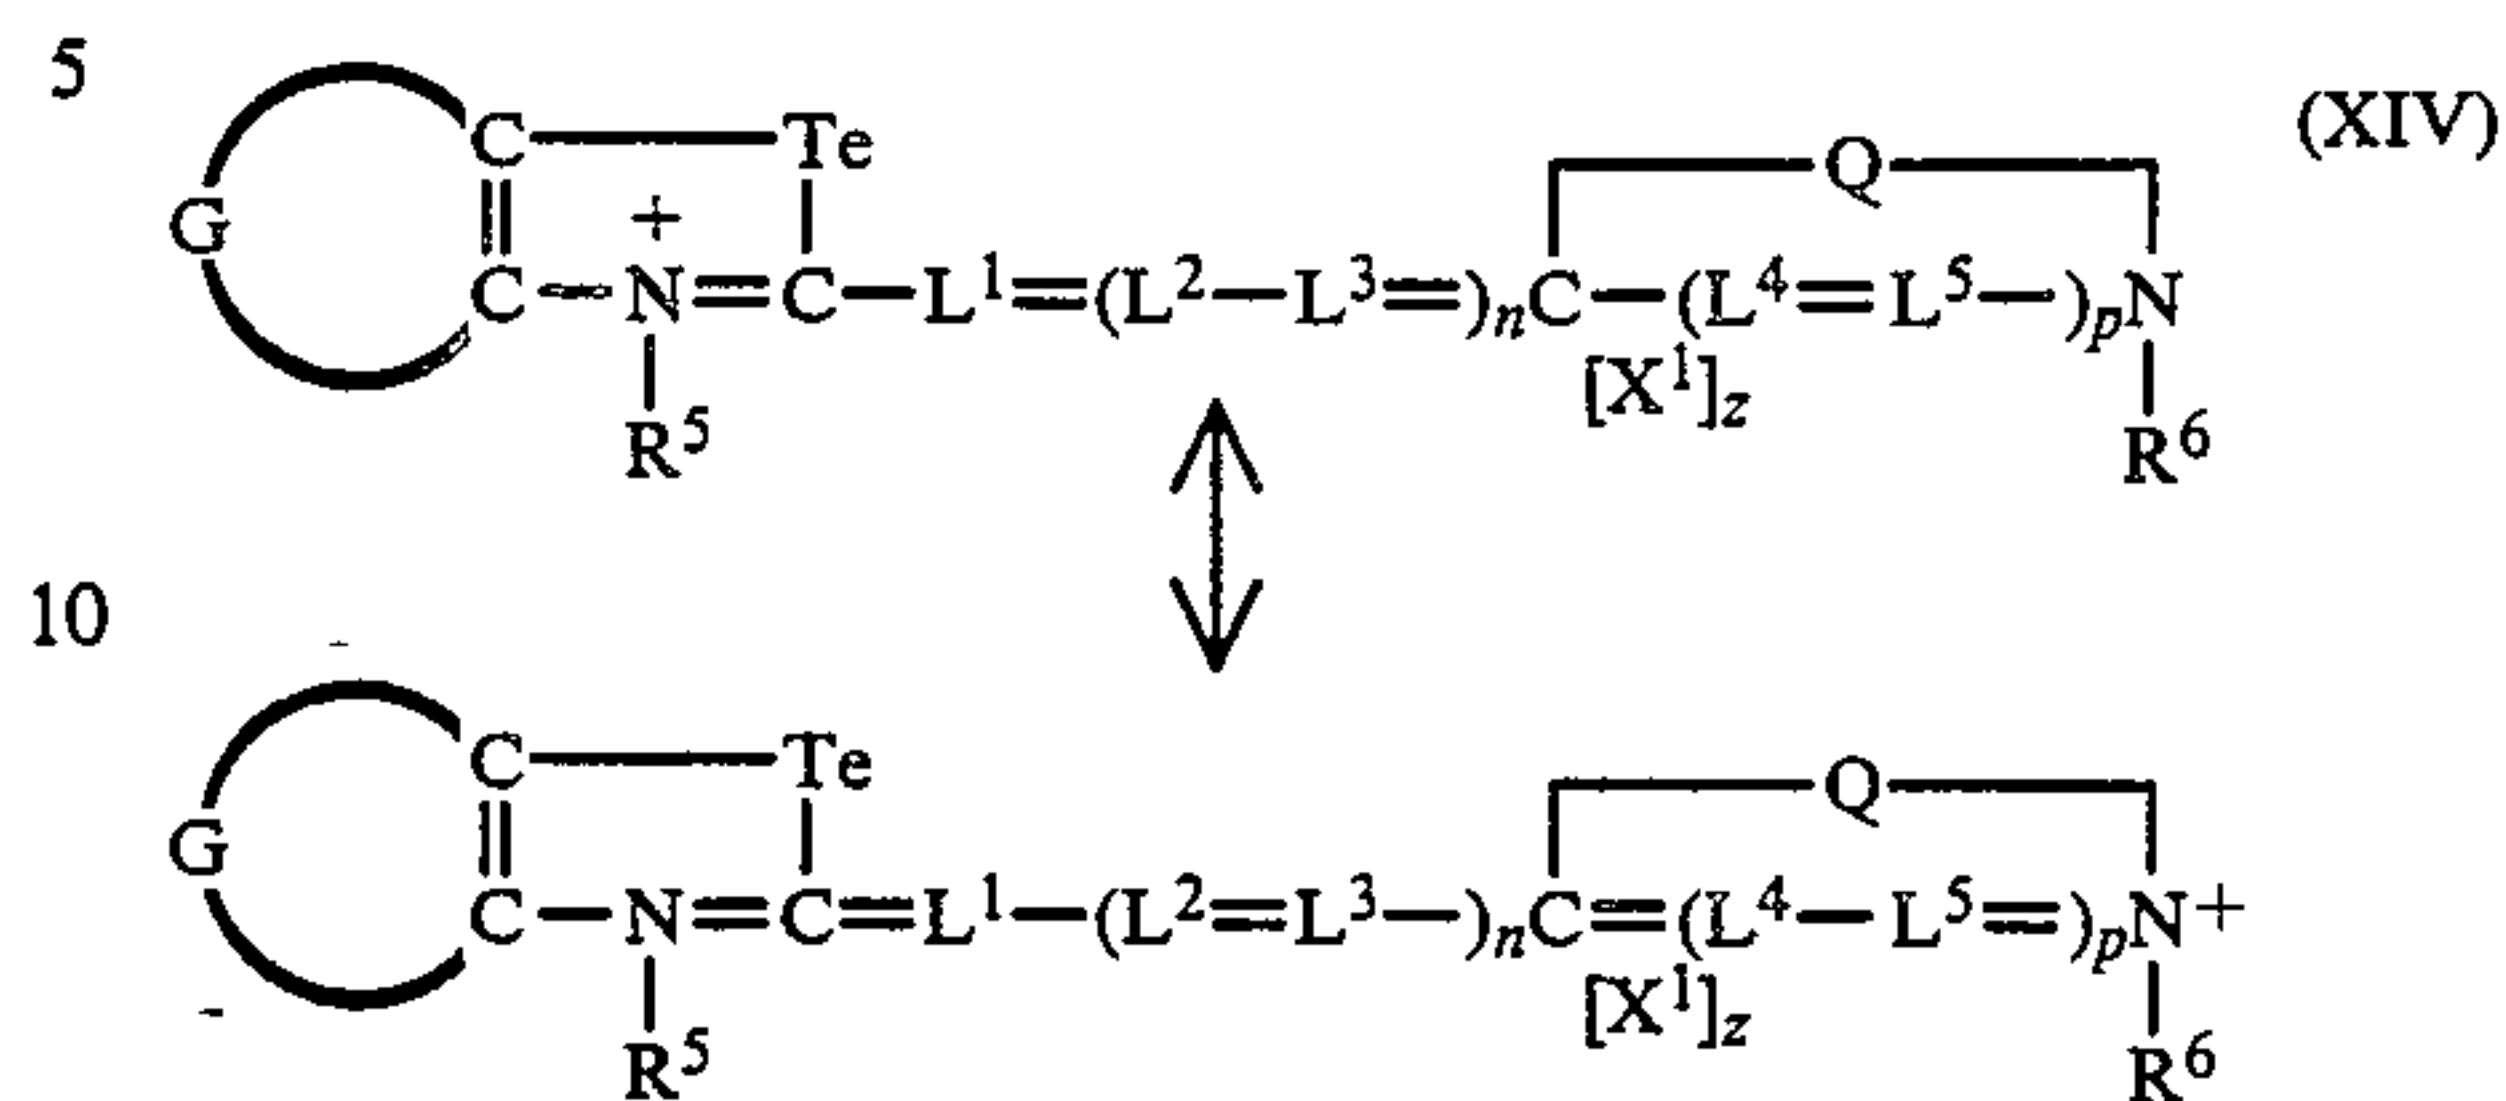 5
(XIV)
C—Te
Q
G
+
C—N=C—L1=(L2—L3=)nC—(L4=L5—)pN
[X1]z
R5
R6
10
C—Te
Q
G
C—N=C=L1—(L2=L3—)nC=(L4—L5=)pN+
[X1]z
R5
R6